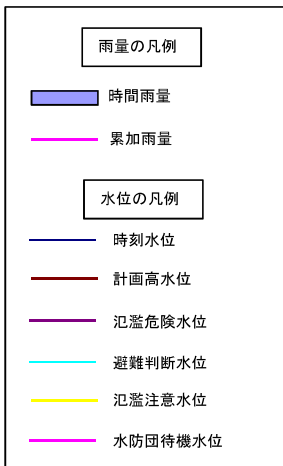 雨量の凡例
時間雨量
累加雨量
水位の凡例
時刻水位
計画高水位
氾濫危険水位
避難判断水位
氾濫注意水位
水防団待機水位